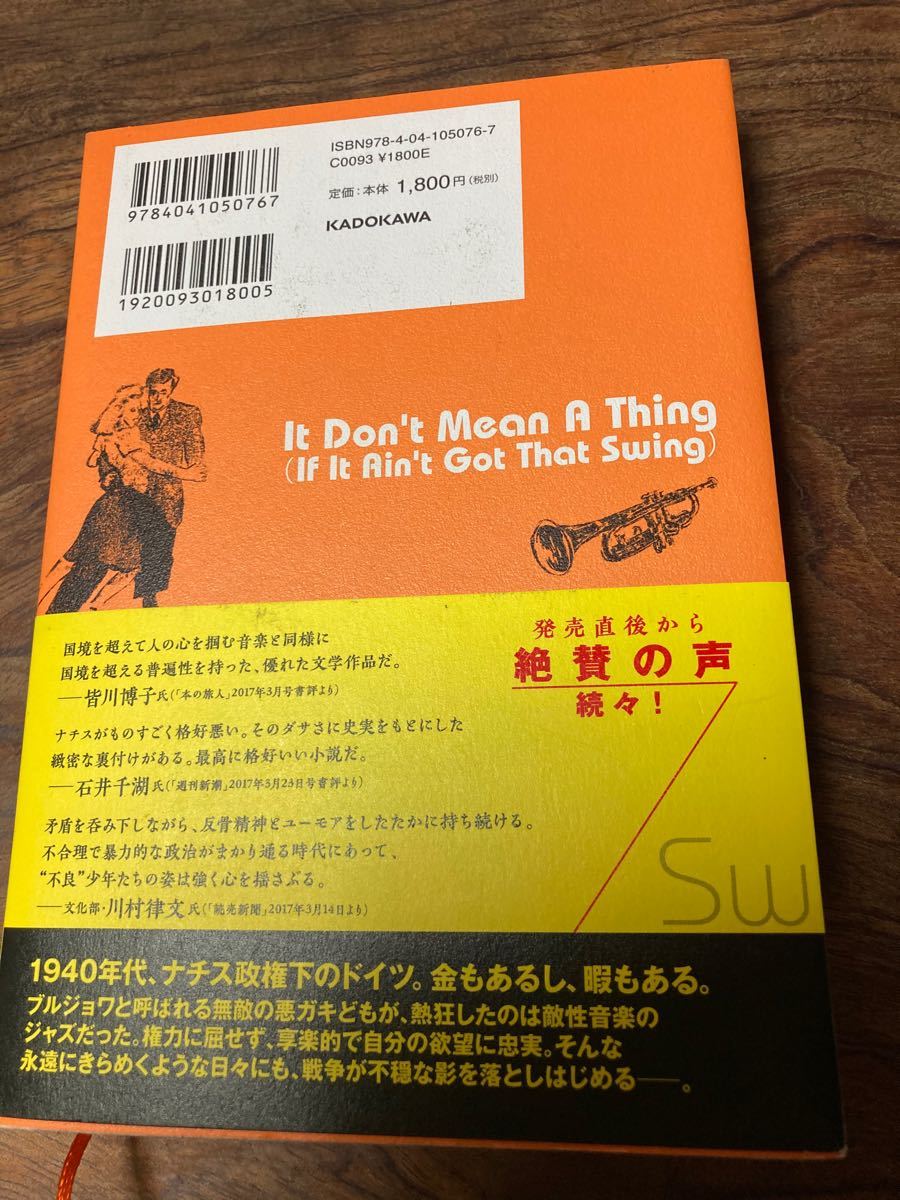 ISBN978-4-04-105076-7
C0093 ¥1800E
定価:本体 1,800円(税別)
KADOKAWA
9784041050767
1920093018005
It Don't Mean A Thing
(If It Ain't Got That Swing)
国境を超えて人の心を掴む音楽と同様に
国境を超える普遍性を持った、優れた文学作品だ。
──皆川博子氏(「本の旅人」2017年3月号書評より)
ナチスがものすごく格好悪い。そのダサさに史実をもとにした
緻密な裏付けがある。最高に格好いい小説だ。
──石井千湖氏(「週刊新潮」2017年3月23日号書評より)
矛盾を呑み下しながら、反骨精神とユーモアをしたたかに持ち続ける。
不合理で暴力的な政治がまかり通る時代にあって、
“不良”少年たちの姿は強く心を揺さぶる。
──文化部・川村律文氏(「読売新聞」2017年3月14日より)
発売直後から
絶賛の声
続々!
Sw
1940年代、ナチス政権下のドイツ。金もあるし、暇もある。
ブルジョワと呼ばれる無敵の悪ガキどもが、熱狂したのは敵性音楽の
ジャズだった。権力に屈せず、享楽的で自分の欲望に忠実。そんな
永遠にきらめくような日々にも、戦争が不穏な影を落としはじめる──。